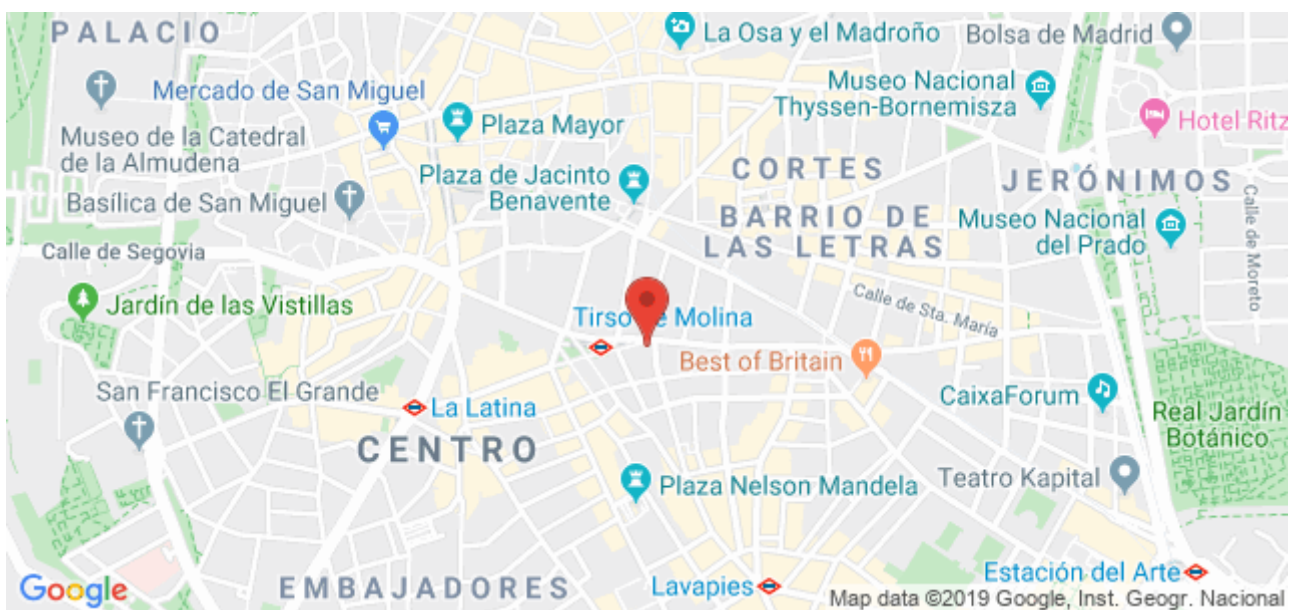 PALACIO
La Osa y el Madroño
Bolsa de Madrid
Mercado de San Miguel
Museo Nacional
Thyssen-Bornemisza
Plaza Mayor
Hotel Ritz
Museo de la Catedral
de la Almudena
Plaza de Jacinto
Benavente
CORTES
JERÓNIMOS
Basílica de San Miguel
BARRIO DE
LAS LETRAS
Museo Nacional
del Prado
Calle de Moreto
Calle de Segovia
Jardín de las Vistillas
Calle de Sta. María
Tirso de Molina
Best of Britain
San Francisco El Grande
CaixaForum
La Latina
Real Jardín
Botánico
CENTRO
Teatro Kapital
Plaza Nelson Mandela
EMBAJADORES
Lavapies
Estación del Arte
Google
Map data ©2019 Google, Inst. Geogr. Nacional